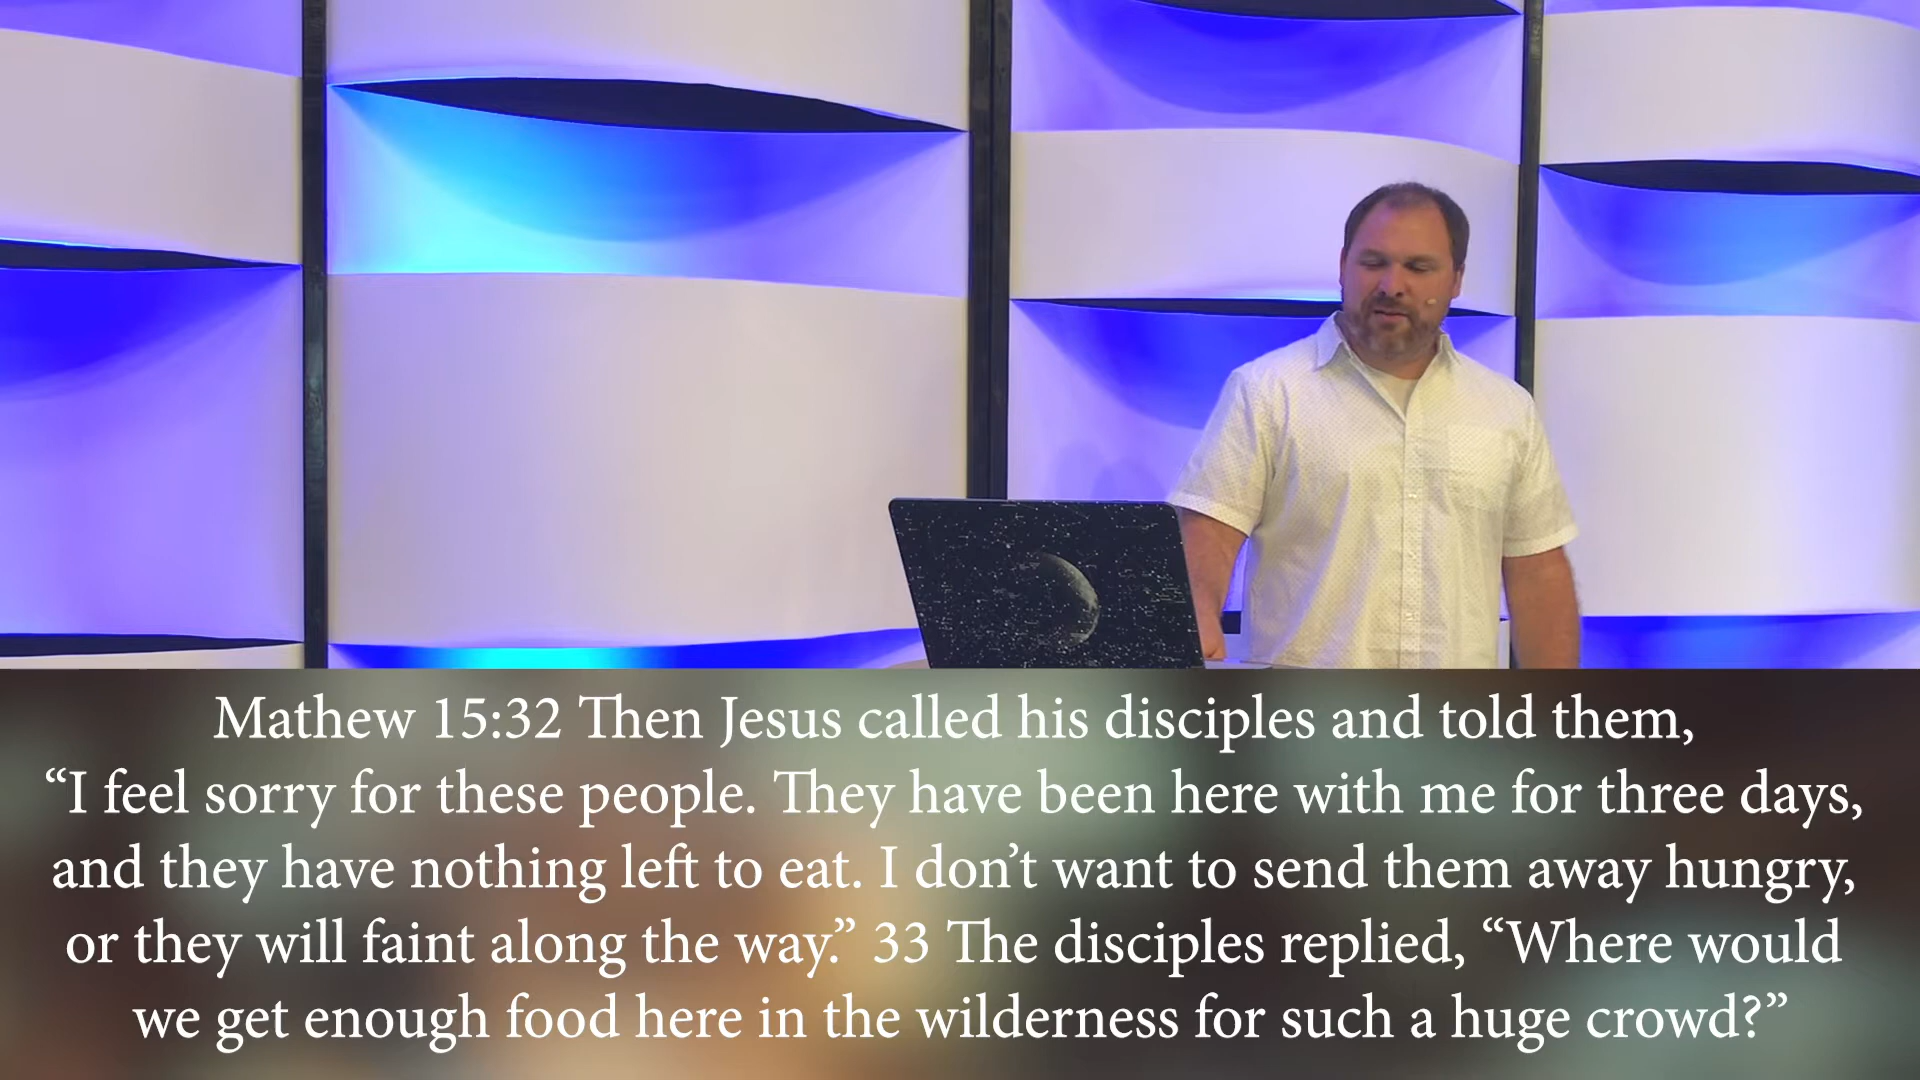 Mathew 15:32 Then Jesus called his disciples and told them,
“I feel sorry for these people. They have been here with me for three days,
and they have nothing left to eat. I don’t want to send them away hungry,
or they will faint along the way.” 33 The disciples replied, “Where would
we get enough food here in the wilderness for such a huge crowd?”